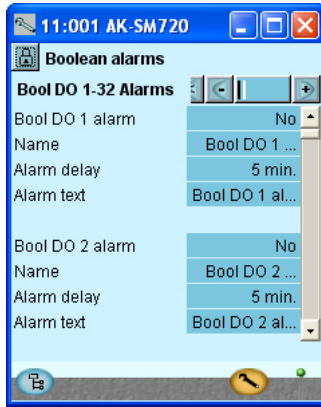 11:001 AK-SM720
Boolean alarms
Bool DO 1-32 Alarms
Bool DO 1 alarm No
Name Bool DO 1 ...
Alarm delay 5 min.
Alarm text Bool DO 1 al...
Bool DO 2 alarm No
Name Bool DO 2 ...
Alarm delay 5 min.
Alarm text Bool DO 2 al...